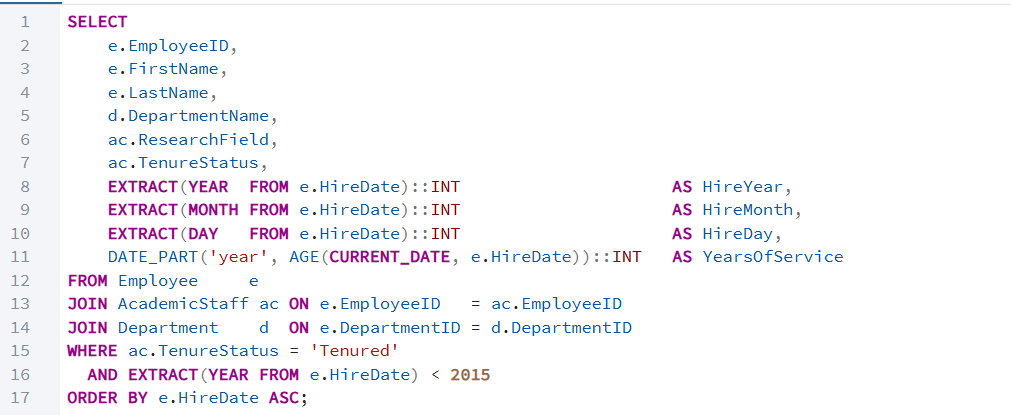 1 SELECT
2     e.EmployeeID,
3     e.FirstName,
4     e.LastName,
5     d.DepartmentName,
6     ac.ResearchField,
7     ac.TenureStatus,
8     EXTRACT(YEAR  FROM e.HireDate)::INT                     AS HireYear,
9     EXTRACT(MONTH FROM e.HireDate)::INT                     AS HireMonth,
10     EXTRACT(DAY   FROM e.HireDate)::INT                     AS HireDay,
11     DATE_PART('year', AGE(CURRENT_DATE, e.HireDate))::INT   AS YearsOfService
12 FROM Employee     e
13 JOIN AcademicStaff ac ON e.EmployeeID   = ac.EmployeeID
14 JOIN Department    d  ON e.DepartmentID = d.DepartmentID
15 WHERE ac.TenureStatus = 'Tenured'
16   AND EXTRACT(YEAR FROM e.HireDate) < 2015
17 ORDER BY e.HireDate ASC;